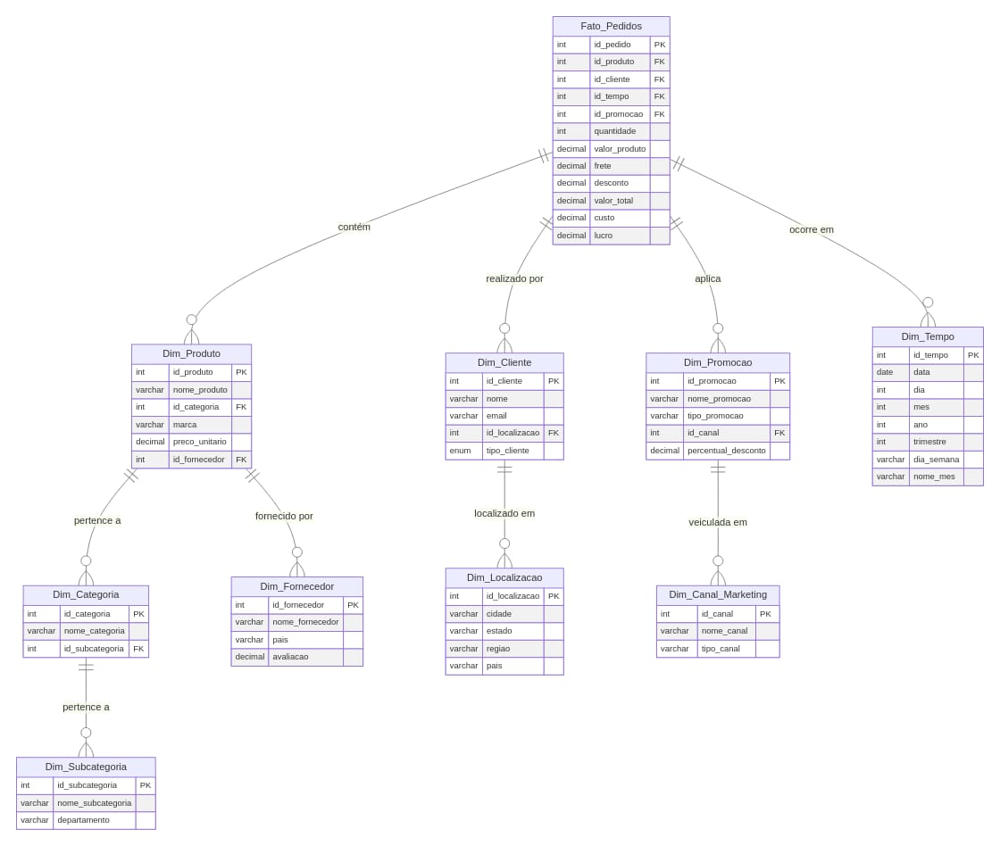 Fato_Pedidos
int id_pedido PK
int id_produto FK
int id_cliente FK
int id_tempo FK
int id_promocao FK
int quantidade
decimal valor_produto
decimal frete
decimal desconto
decimal valor_total
decimal custo
decimal lucro
contém
realizado por
aplica
ocorre em
Dim_Produto
int id_produto PK
varchar nome_produto
int id_categoria FK
varchar marca
decimal preco_unitario
int id_fornecedor FK
Dim_Cliente
int id_cliente PK
varchar nome
varchar email
int id_localizacao FK
enum tipo_cliente
Dim_Promocao
int id_promocao PK
varchar nome_promocao
varchar tipo_promocao
int id_canal FK
decimal percentual_desconto
Dim_Tempo
int id_tempo PK
date data
int dia
int mes
int ano
int trimestre
varchar dia_semana
varchar nome_mes
pertence a
fornecido por
localizado em
veiculada em
Dim_Categoria
int id_categoria PK
varchar nome_categoria
int id_subcategoria FK
Dim_Fornecedor
int id_fornecedor PK
varchar nome_fornecedor
varchar pais
decimal avaliacao
Dim_Localizacao
int id_localizacao PK
varchar cidade
varchar estado
varchar regiao
varchar pais
Dim_Canal_Marketing
int id_canal PK
varchar nome_canal
varchar tipo_canal
pertence a
Dim_Subcategoria
int id_subcategoria PK
varchar nome_subcategoria
varchar departamento